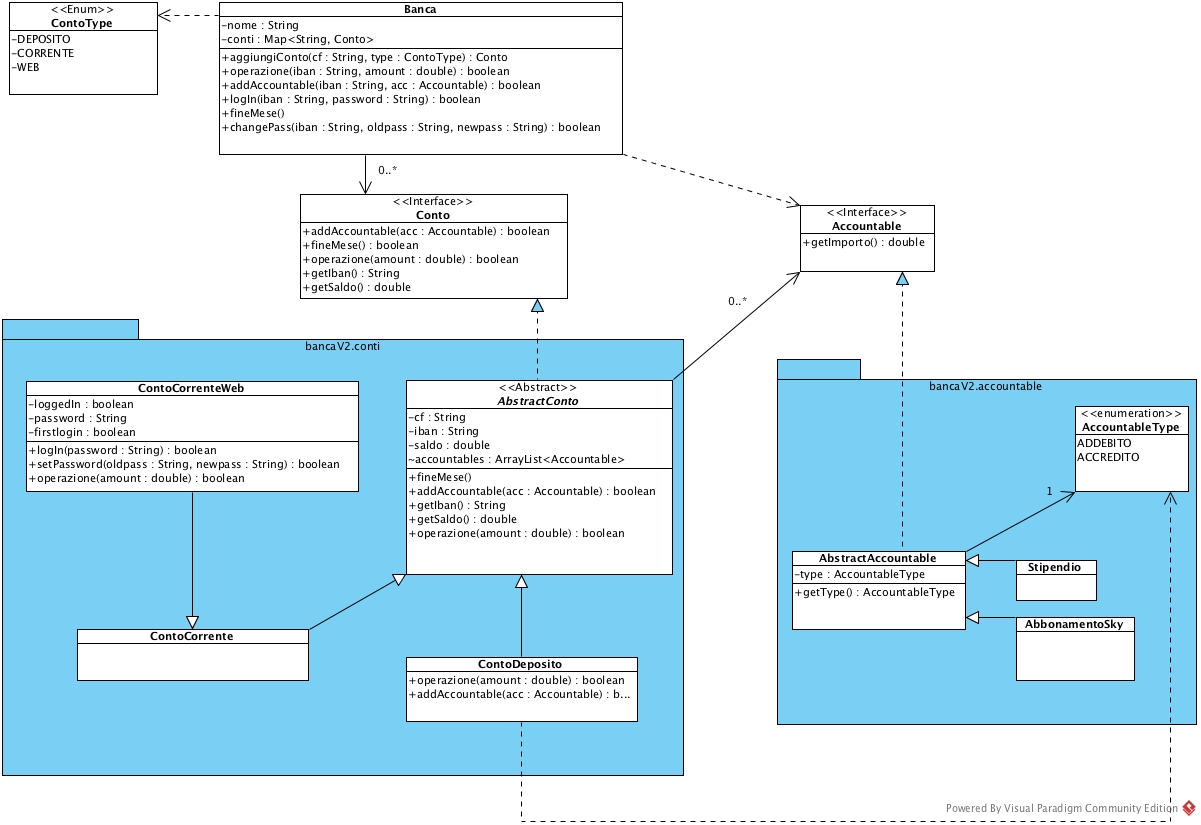 <<Enum>>
ContoType
-DEPOSITO
-CORRENTE
-WEB
Banca
-nome : String
-conti : Map<String, Conto>
+aggiungiConto(cf : String, type : ContoType) : Conto
+operazione(iban : String, amount : double) : boolean
+addAccountable(iban : String, acc : Accountable) : boolean
+logIn(iban : String, password : String) : boolean
+fineMese()
+changePass(iban : String, oldpass : String, newpass : String) : boolean
0..*
<<Interface>>
Conto
+addAccountable(acc : Accountable) : boolean
+fineMese() : boolean
+operazione(amount : double) : boolean
+getIban() : String
+getSaldo() : double
<<Interface>>
Accountable
+getImporto() : double
0..*
bancaV2.conti
ContoCorrenteWeb
-loggedIn : boolean
-password : String
-firstlogin : boolean
+logIn(password : String) : boolean
+setPassword(oldpass : String, newpass : String) : boolean
+operazione(amount : double) : boolean
<<Abstract>>
AbstractConto
-cf : String
-iban : String
-saldo : double
~accountables : ArrayList<Accountable>
+fineMese()
+addAccountable(acc : Accountable) : boolean
+getIban() : String
+getSaldo() : double
+operazione(amount : double) : boolean
ContoCorrente
ContoDeposito
+operazione(amount : double) : boolean
+addAccountable(acc : Accountable) : b...
bancaV2.accountable
<<enumeration>>
AccountableType
ADDEBITO
ACCREDITO
1
AbstractAccountable
-type : AccountableType
+getType() : AccountableType
Stipendio
AbbonamentoSky
Powered By Visual Paradigm Community Edition